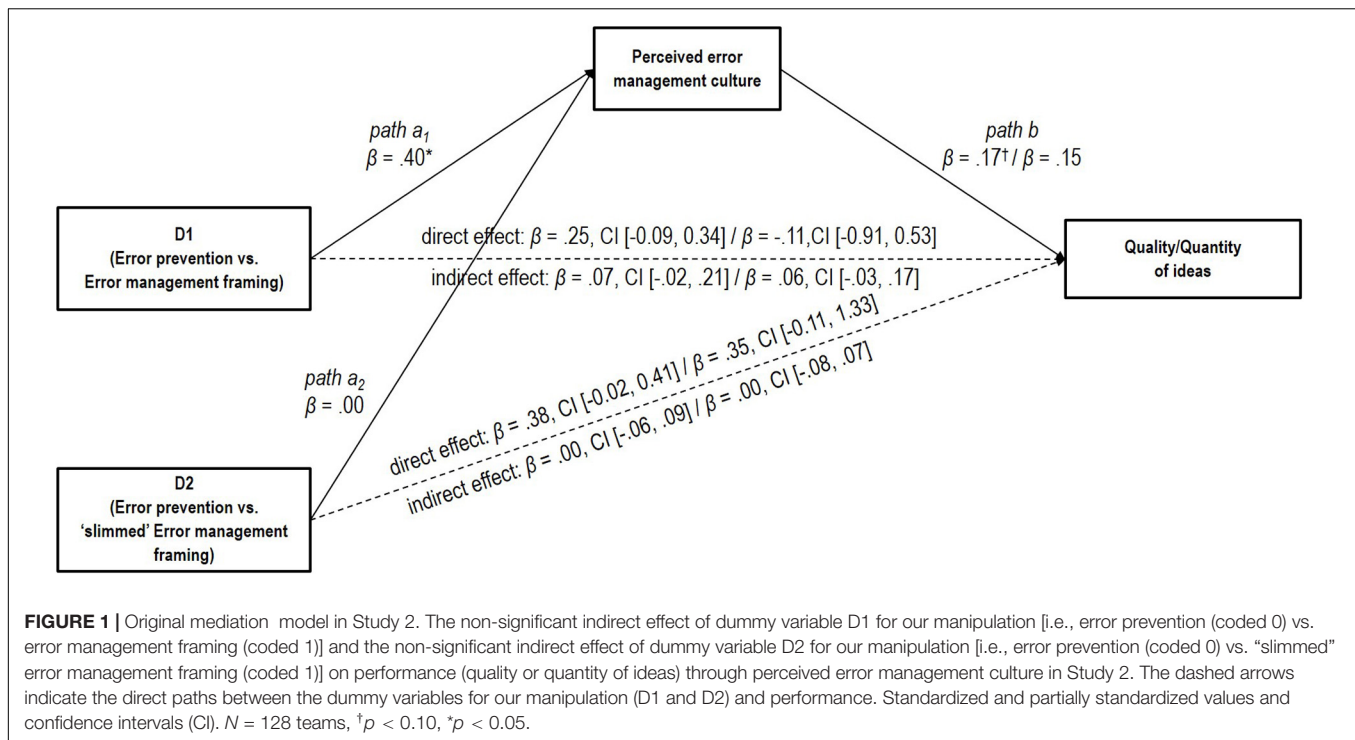 Perceived error
management culture
path a1
β = .40*
path b
β = .17† / β = .15
D1
(Error prevention vs.
Error management framing)
direct effect: β = .25, CI [-0.09, 0.34] / β = -.11,CI [-0.91, 0.53]
indirect effect: β = .07, CI [-.02, .21] / β = .06, CI [-.03, .17]
Quality/Quantity
of ideas
path a2
β = .00
direct effect: β = .38, CI [-0.02, 0.41] / β = .35, CI [-0.11, 1.33]
indirect effect: β = .00, CI [-.06, .09] / β = .00, CI [-.08, .07]
D2
(Error prevention vs.
‘slimmed’ Error management
framing)
FIGURE 1 | Original mediation model in Study 2. The non-significant indirect effect of dummy variable D1 for our manipulation [i.e., error prevention (coded 0) vs.
error management framing (coded 1)] and the non-significant indirect effect of dummy variable D2 for our manipulation [i.e., error prevention (coded 0) vs. “slimmed”
error management framing (coded 1)] on performance (quality or quantity of ideas) through perceived error management culture in Study 2. The dashed arrows
indicate the direct paths between the dummy variables for our manipulation (D1 and D2) and performance. Standardized and partially standardized values and
confidence intervals (CI). N = 128 teams, †p < 0.10, *p < 0.05.